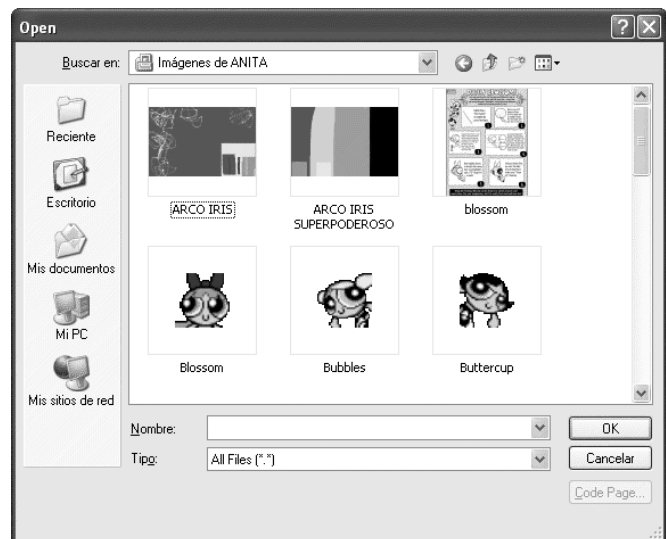 Open
Buscar en:
Imágenes de ANITA
Reciente
Escritorio
Mis documentos
Mi PC
Mis sitios de red
ARCO IRIS
ARCO IRIS
SUPERPODEROSO
blossom
Blossom
Bubbles
Buttercup
Nombre:
OK
Tipo:
All Files (*.*)
Cancelar
Code Page...